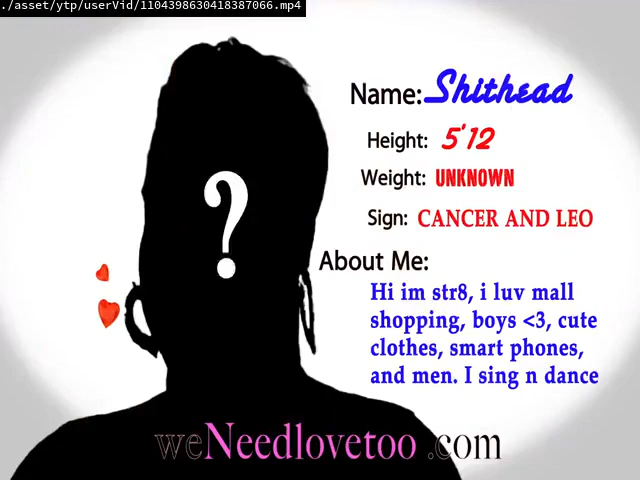 ./asset/ytp/userVid/1104398630418387066.mp4
Name: Shithead
Height: 5'12
Weight: UNKNOWN
Sign: CANCER AND LEO
?
About Me:
Hi im str8, i luv mall
shopping, boys <3, cute
clothes, smart phones,
and men. I sing n dance
weNeedlovetoo .com